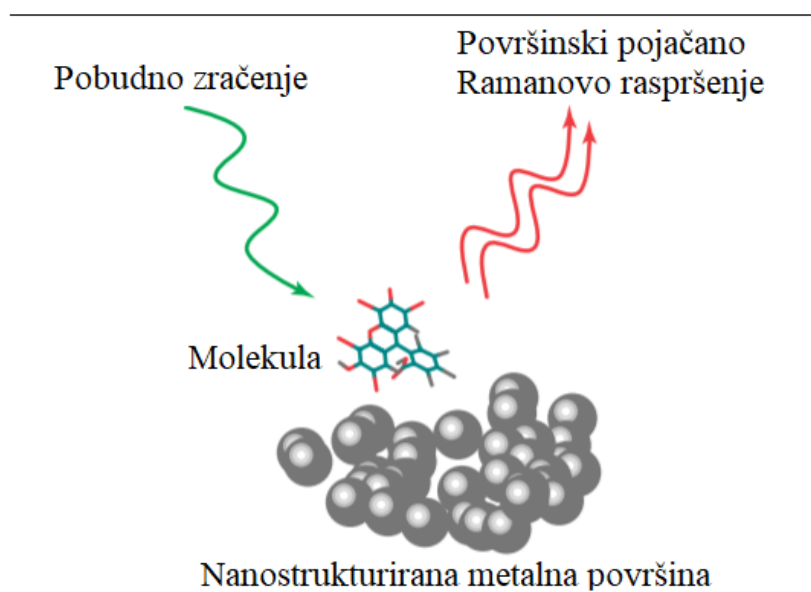 Pobudno zračenje
Površinski pojačano
Ramanovo raspršenje
Molekula
Nanostrukturirana metalna površina